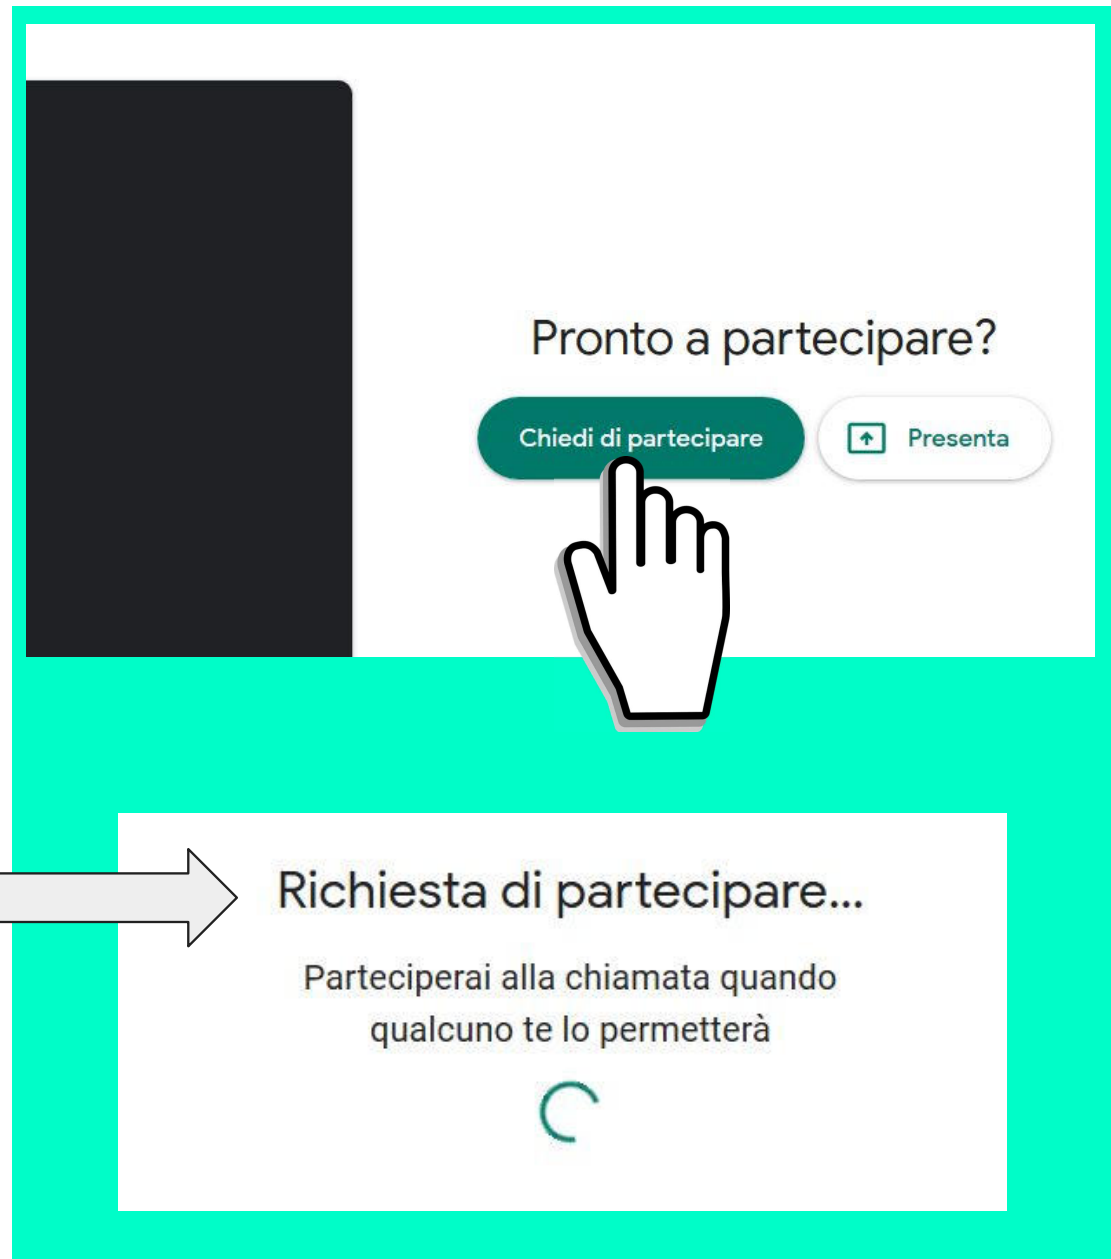 Pronto a partecipare?
Chiedi di partecipare
Presenta
Richiesta di partecipare...
Parteciperai alla chiamata quando
qualcuno te lo permetterà